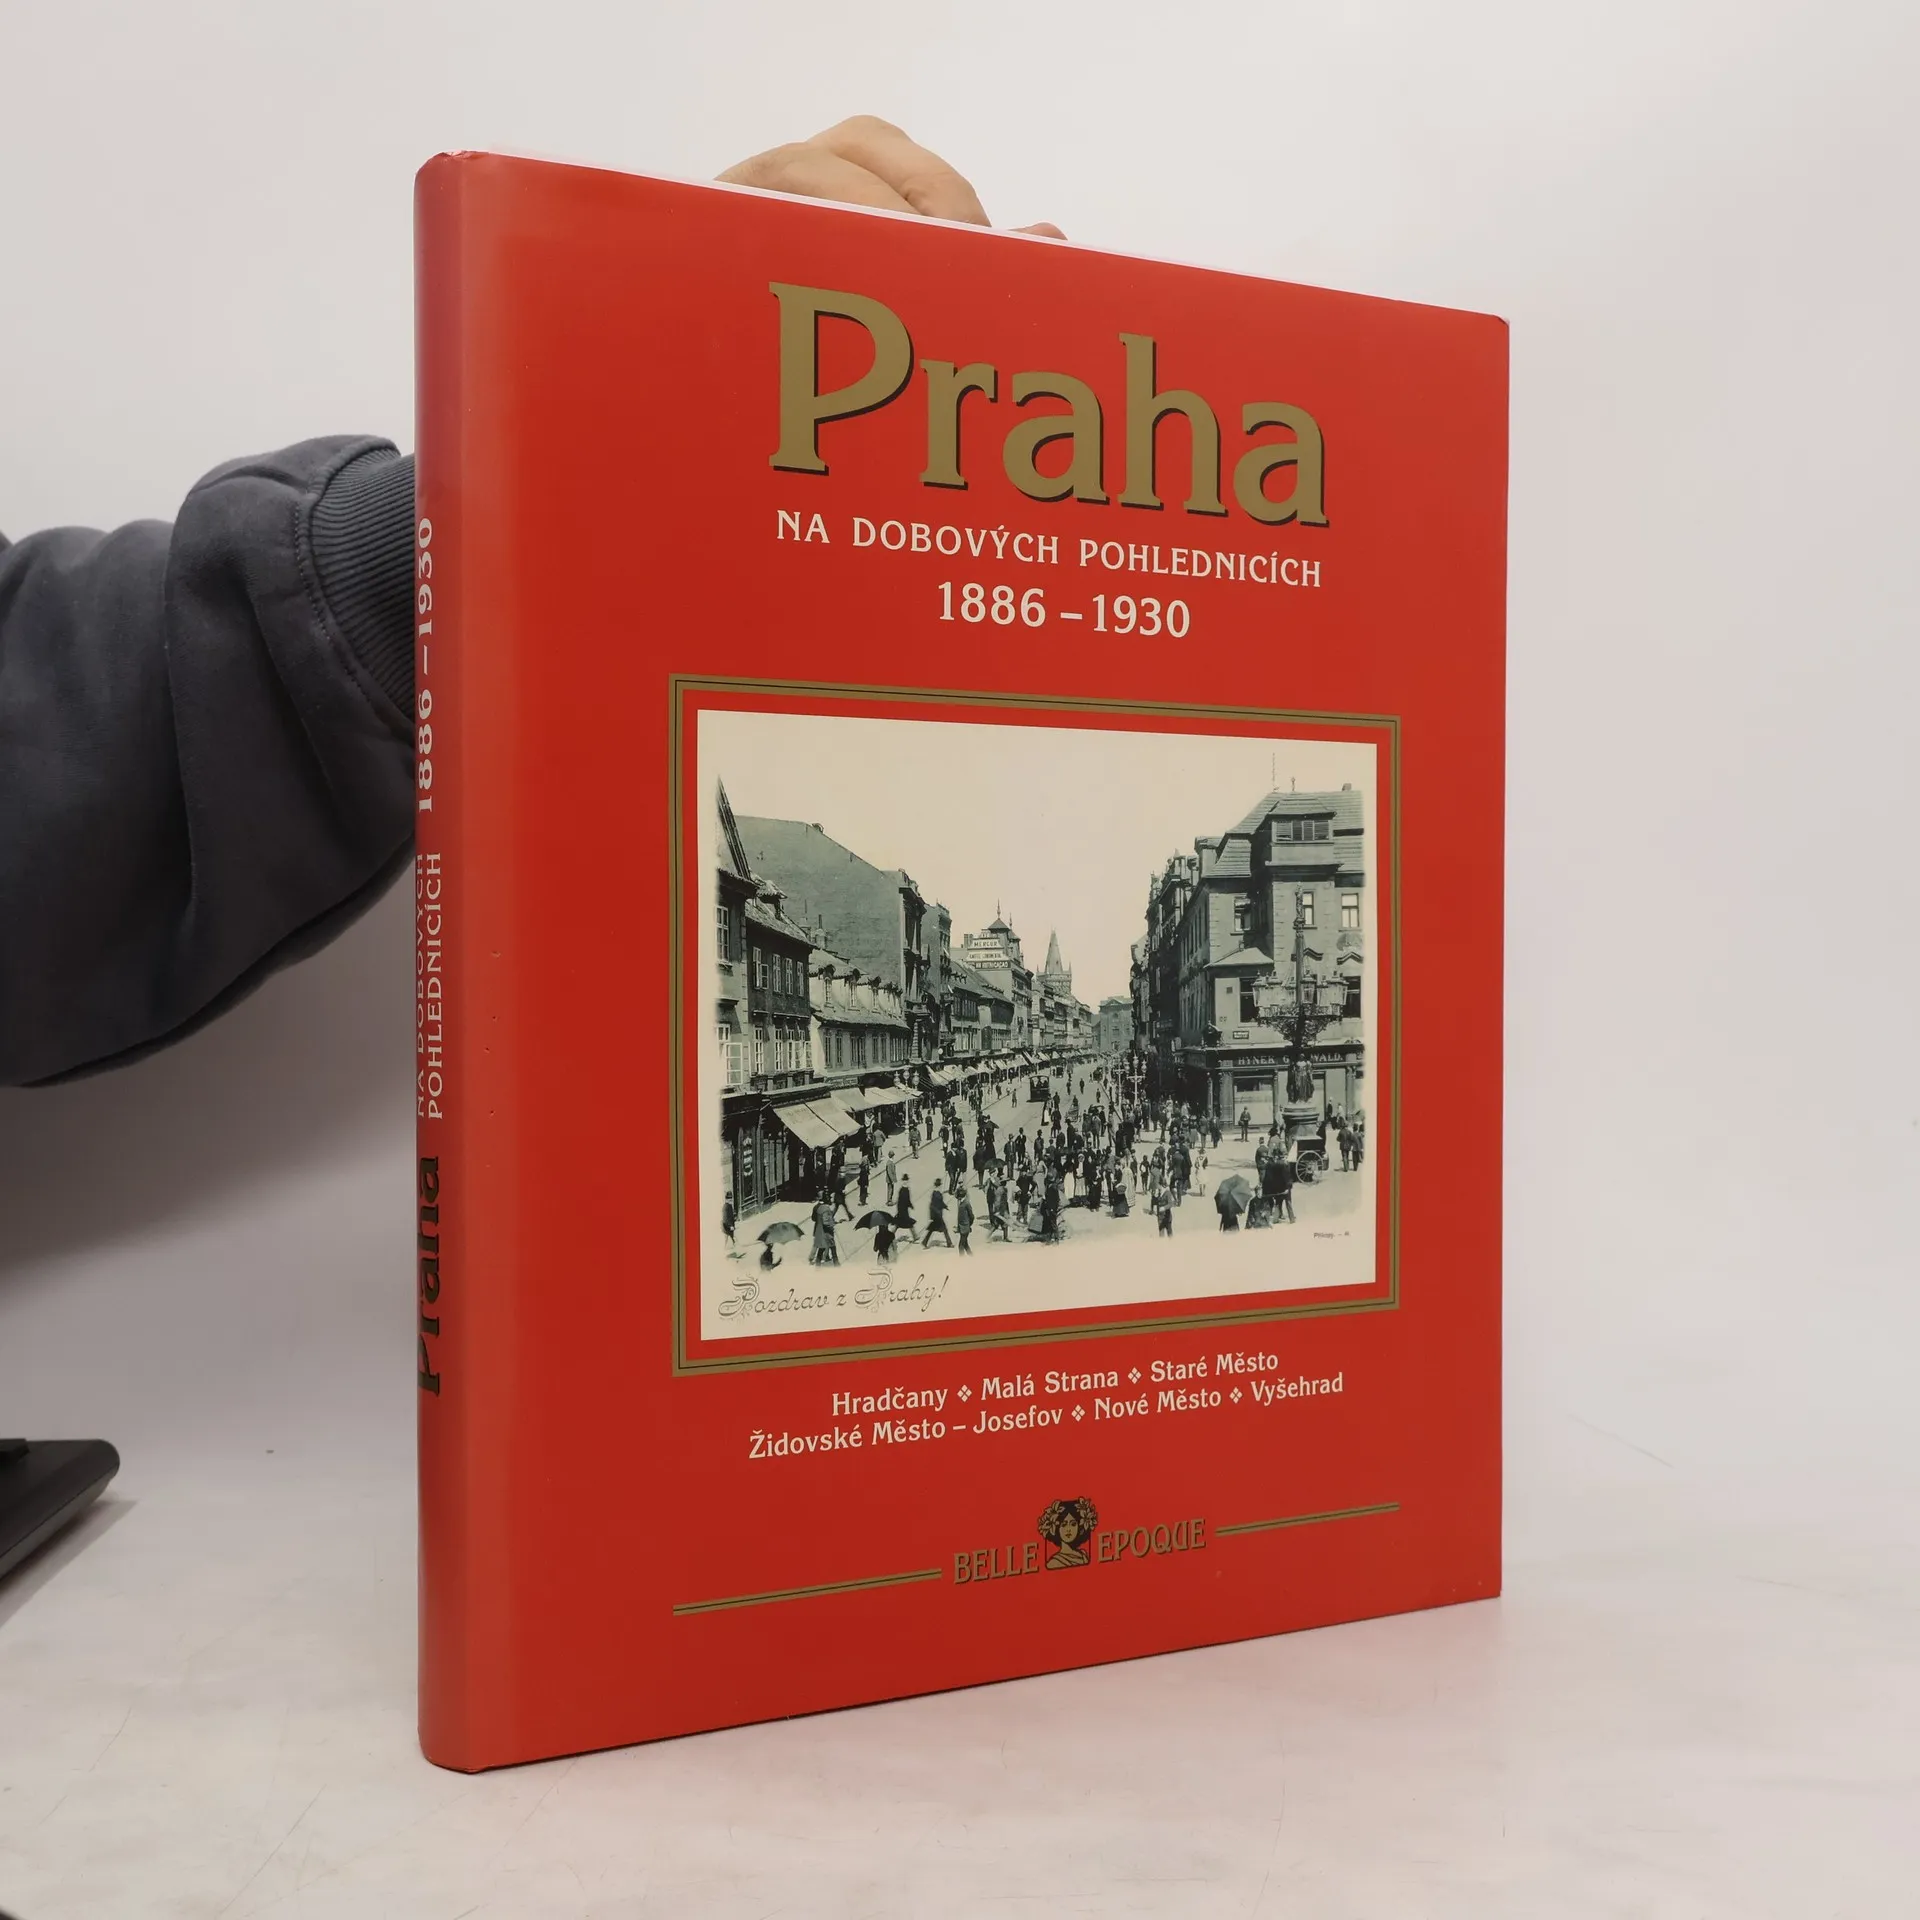 Praha
NA DOBOVÝCH POHLEDNICÍCH
1886 – 1930
MERCUR
Pozdrav z Prahy!
Hradčany ❖ Malá Strana ❖ Staré Město
Židovské Město – Josefov ❖ Nové Město ❖ Vyšehrad
BELLE EPOQUE
Praha
NA DOBOVÝCH
POHLEDNICÍCH
1886 – 1930